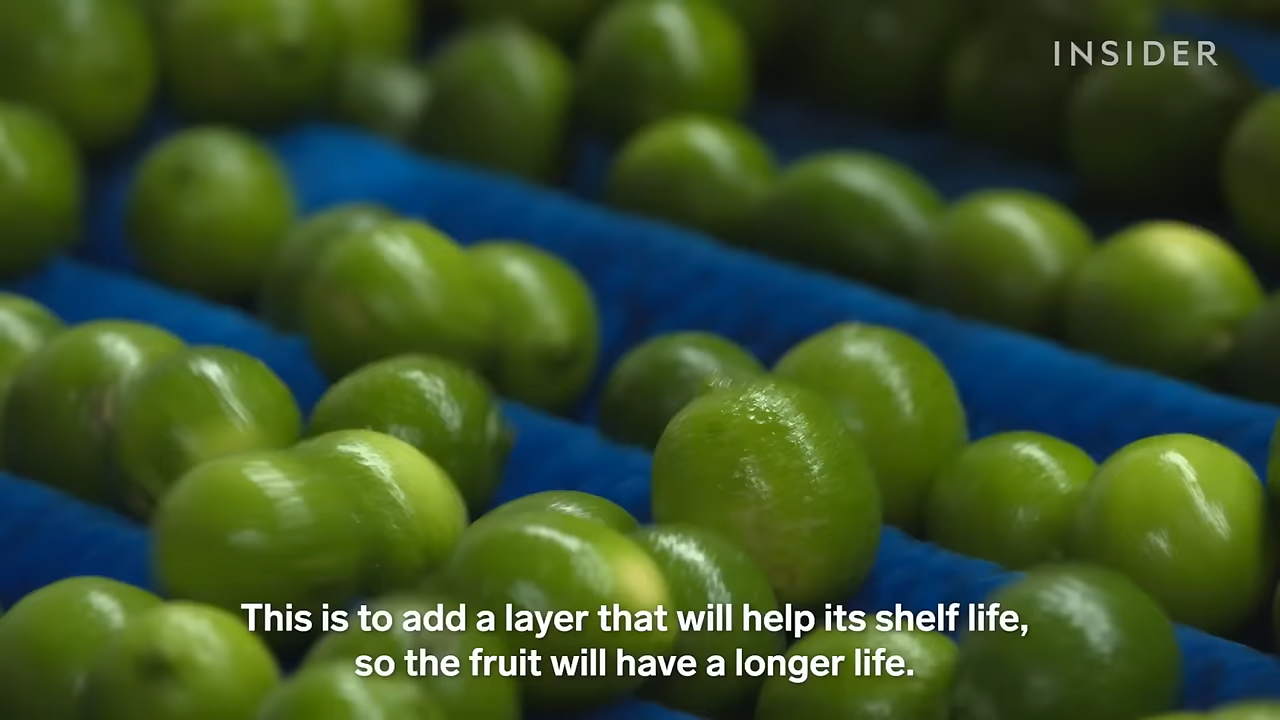 INSIDER
This is to add a layer that will help its shelf life,
so the fruit will have a longer life.